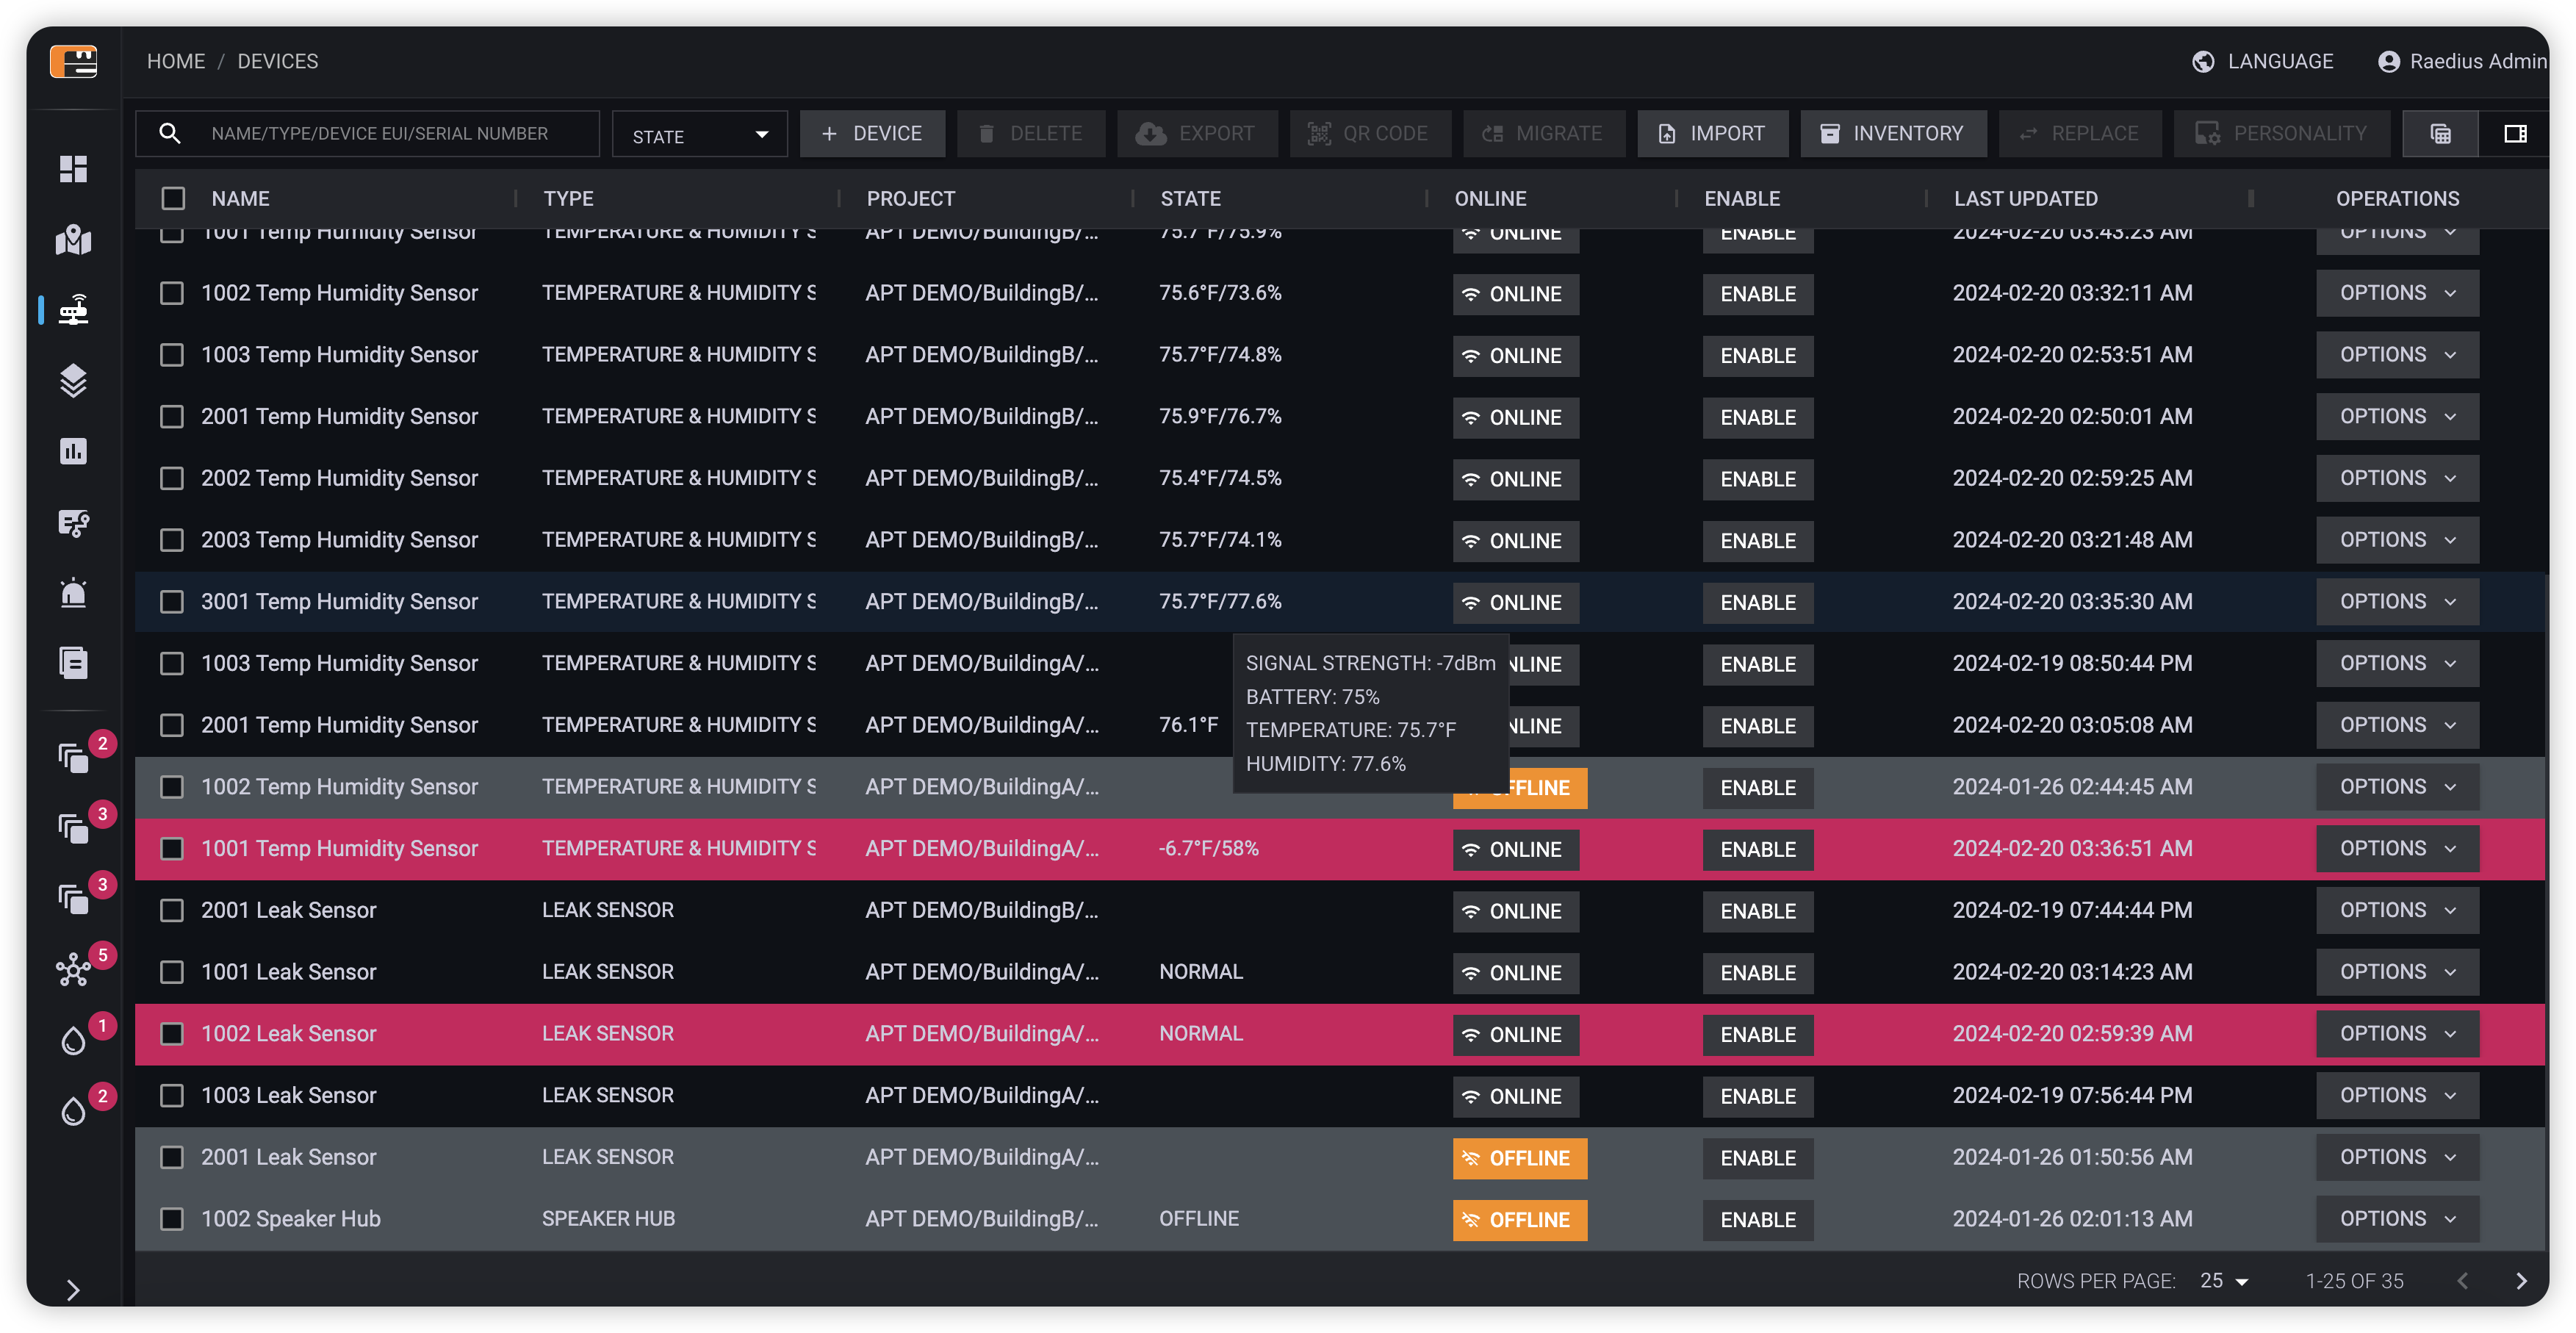 HOME / DEVICES LANGUAGE Raedius Admin
NAME/TYPE/DEVICE EUI/SERIAL NUMBER STATE + DEVICE DELETE EXPORT QR CODE MIGRATE IMPORT INVENTORY REPLACE PERSONALITY
NAME TYPE PROJECT STATE ONLINE ENABLE LAST UPDATED OPERATIONS
1001 Temp Humidity Sensor TEMPERATURE & HUMIDITY S APT DEMO/BuildingB/... 75.7°F/75.9% ONLINE ENABLE 2024-02-20 03:43:23 AM OPTIONS
1002 Temp Humidity Sensor TEMPERATURE & HUMIDITY S APT DEMO/BuildingB/... 75.6°F/73.6% ONLINE ENABLE 2024-02-20 03:32:11 AM OPTIONS
1003 Temp Humidity Sensor TEMPERATURE & HUMIDITY S APT DEMO/BuildingB/... 75.7°F/74.8% ONLINE ENABLE 2024-02-20 02:53:51 AM OPTIONS
2001 Temp Humidity Sensor TEMPERATURE & HUMIDITY S APT DEMO/BuildingB/... 75.9°F/76.7% ONLINE ENABLE 2024-02-20 02:50:01 AM OPTIONS
2002 Temp Humidity Sensor TEMPERATURE & HUMIDITY S APT DEMO/BuildingB/... 75.4°F/74.5% ONLINE ENABLE 2024-02-20 02:59:25 AM OPTIONS
2003 Temp Humidity Sensor TEMPERATURE & HUMIDITY S APT DEMO/BuildingB/... 75.7°F/74.1% ONLINE ENABLE 2024-02-20 03:21:48 AM OPTIONS
3001 Temp Humidity Sensor TEMPERATURE & HUMIDITY S APT DEMO/BuildingB/... 75.7°F/77.6% ONLINE ENABLE 2024-02-20 03:35:30 AM OPTIONS
1003 Temp Humidity Sensor TEMPERATURE & HUMIDITY S APT DEMO/BuildingA/... NLINE ENABLE 2024-02-19 08:50:44 PM OPTIONS
SIGNAL STRENGTH: -7dBm
BATTERY: 75%
TEMPERATURE: 75.7°F
HUMIDITY: 77.6%
2001 Temp Humidity Sensor TEMPERATURE & HUMIDITY S APT DEMO/BuildingA/... 76.1°F NLINE ENABLE 2024-02-20 03:05:08 AM OPTIONS
2
1002 Temp Humidity Sensor TEMPERATURE & HUMIDITY S APT DEMO/BuildingA/... FFLINE ENABLE 2024-01-26 02:44:45 AM OPTIONS
3
1001 Temp Humidity Sensor TEMPERATURE & HUMIDITY S APT DEMO/BuildingA/... -6.7°F/58% ONLINE ENABLE 2024-02-20 03:36:51 AM OPTIONS
3
2001 Leak Sensor LEAK SENSOR APT DEMO/BuildingB/... ONLINE ENABLE 2024-02-19 07:44:44 PM OPTIONS
5
1001 Leak Sensor LEAK SENSOR APT DEMO/BuildingA/... NORMAL ONLINE ENABLE 2024-02-20 03:14:23 AM OPTIONS
1
1002 Leak Sensor LEAK SENSOR APT DEMO/BuildingA/... NORMAL ONLINE ENABLE 2024-02-20 02:59:39 AM OPTIONS
2
1003 Leak Sensor LEAK SENSOR APT DEMO/BuildingA/... ONLINE ENABLE 2024-02-19 07:56:44 PM OPTIONS
2001 Leak Sensor LEAK SENSOR APT DEMO/BuildingA/... OFFLINE ENABLE 2024-01-26 01:50:56 AM OPTIONS
1002 Speaker Hub SPEAKER HUB APT DEMO/BuildingB/... OFFLINE OFFLINE ENABLE 2024-01-26 02:01:13 AM OPTIONS
ROWS PER PAGE: 25 1-25 OF 35